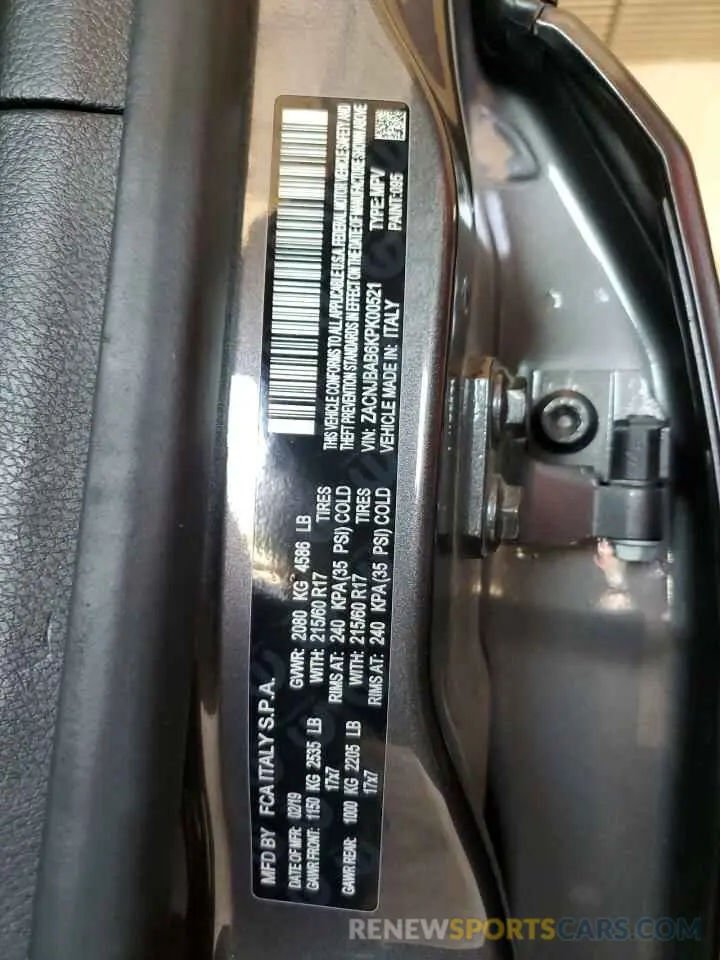 MFD BY FCA ITALY S.P.A.
DATE OF MFR: 02/19 GVWR: 2080 KG 4586 LB
GAWR FRONT: 1150 KG 2535 LB WITH: 215/60 R17 TIRES
17x7 RIMS AT: 240 KPA (35 PSI) COLD
GAWR REAR: 1000 KG 2205 LB WITH: 215/60 R17 TIRES
17x7 RIMS AT: 240 KPA (35 PSI) COLD
THIS VEHICLE CONFORMS TO ALL APPLICABLE U.S.A. FEDERAL MOTOR VEHICLE SAFETY AND
THEFT PREVENTION STANDARDS IN EFFECT ON THE DATE OF MANUFACTURE SHOWN ABOVE
VIN: ZACNJBAB6KPK00521 TYPE: MPV
VEHICLE MADE IN: ITALY PAINT: 095
RENEWSPORTSCARS.COM